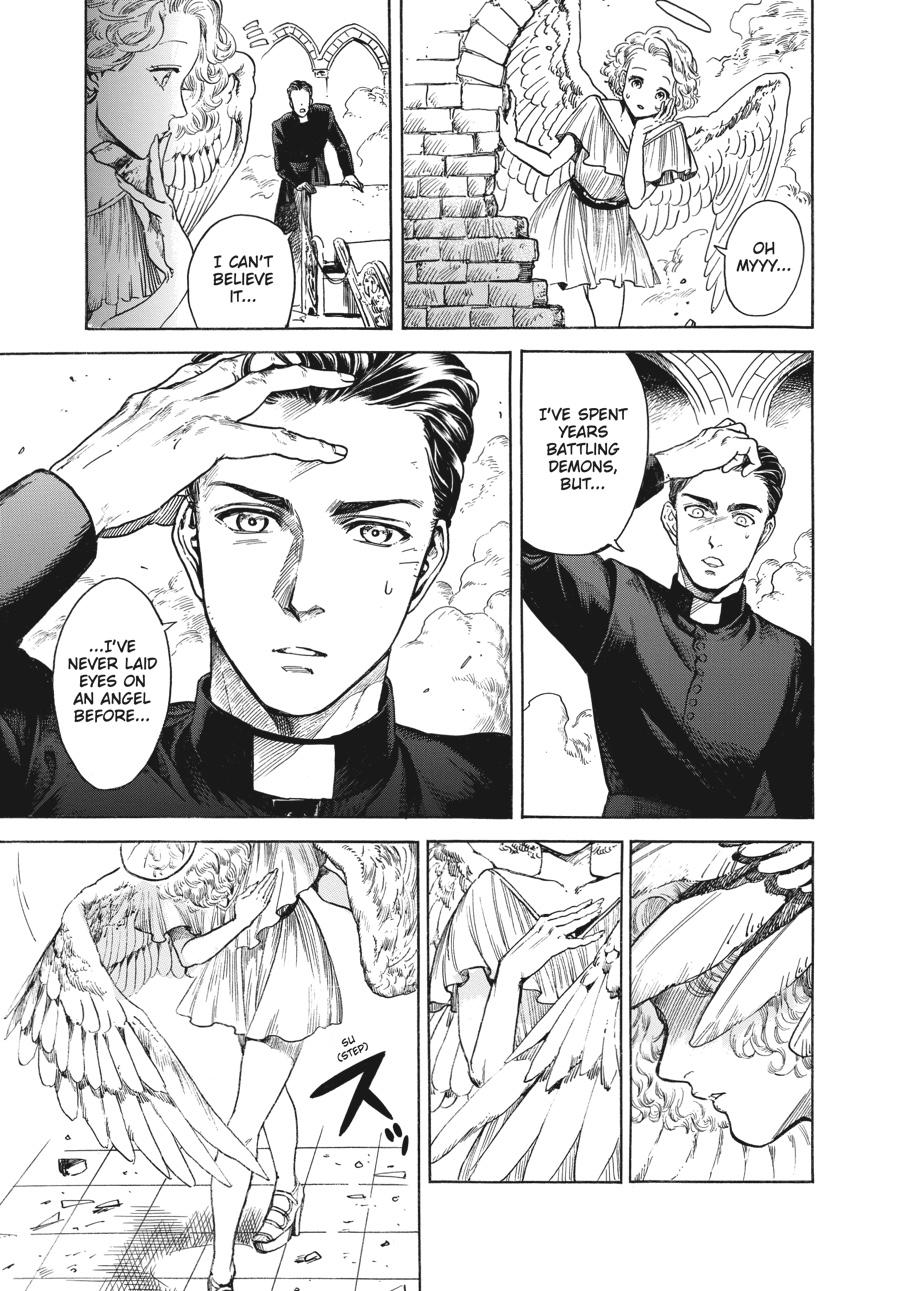 OH
MYYY...
I CAN'T
BELIEVE
IT...
I'VE SPENT
YEARS
BATTLING
DEMONS,
BUT...
...I'VE
NEVER LAID
EYES ON
AN ANGEL
BEFORE...
SU
(STEP)
スッ